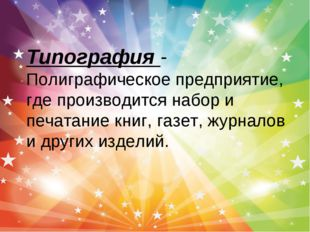 Типография -
Полиграфическое предприятие,
где производится набор и
печатание книг, газет, журналов
и других изделий.